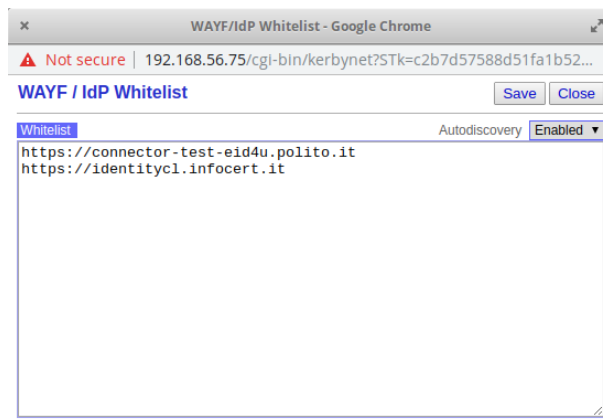 WAYF/IdP Whitelist - Google Chrome
Not secure | 192.168.56.75/cgi-bin/kerbynet?STk=c2b7d57588d51fa1b52...
WAYF / IdP Whitelist Save Close
Whitelist Autodiscovery Enabled
https://connector-test-eid4u.polito.it
https://identitycl.infocert.it